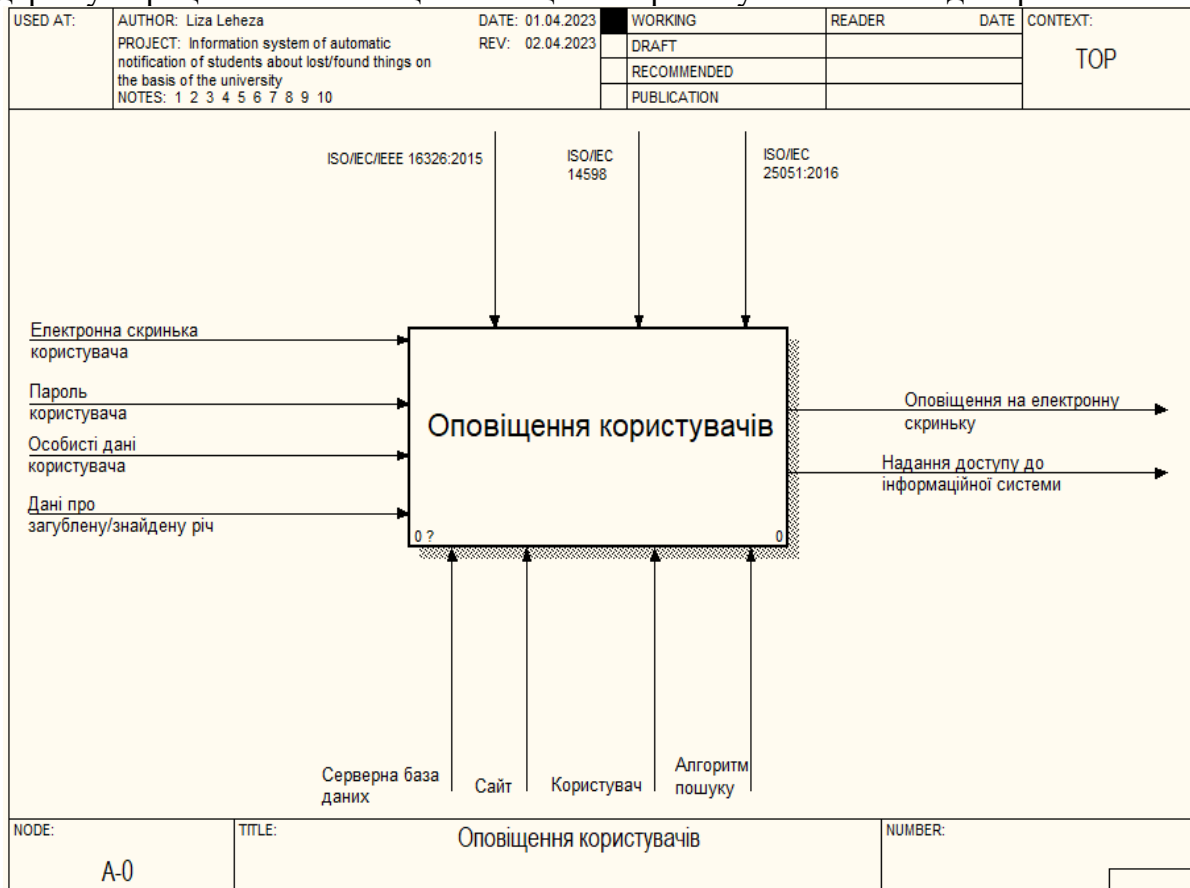 USED AT:
AUTHOR: Liza Leheza
DATE: 01.04.2023
REV: 02.04.2023
PROJECT: Information system of automatic
notification of students about lost/found things on
the basis of the university
NOTES: 1 2 3 4 5 6 7 8 9 10
WORKING
DRAFT
RECOMMENDED
PUBLICATION
READER DATE
CONTEXT:
TOP
ISO/IEC/IEEE 16326:2015
ISO/IEC
14598
ISO/IEC
25051:2016
Електронна скринька
користувача
Пароль
користувача
Особисті дані
користувача
Дані про
загублену/знайдену річ
Оповіщення користувачів
0 ?
0
Оповіщення на електронну
скриньку
Надання доступу до
інформаційної системи
Серверна база
даних
Сайт
Користувач
Алгоритм
пошуку
NODE:
A-0
TITLE:
Оповіщення користувачів
NUMBER: